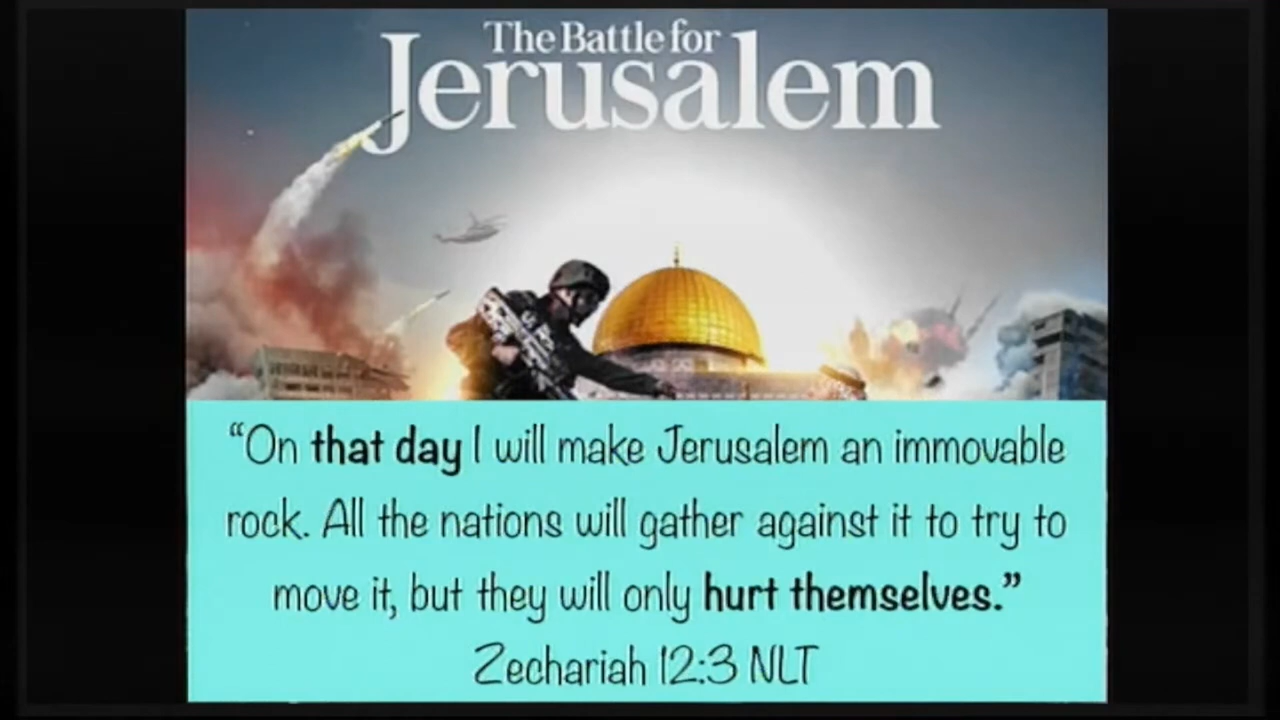 The Battle for
Jerusalem
“On that day I will make Jerusalem an immovable
rock. All the nations will gather against it to try to
move it, but they will only hurt themselves.”
Zechariah 12:3 NLT